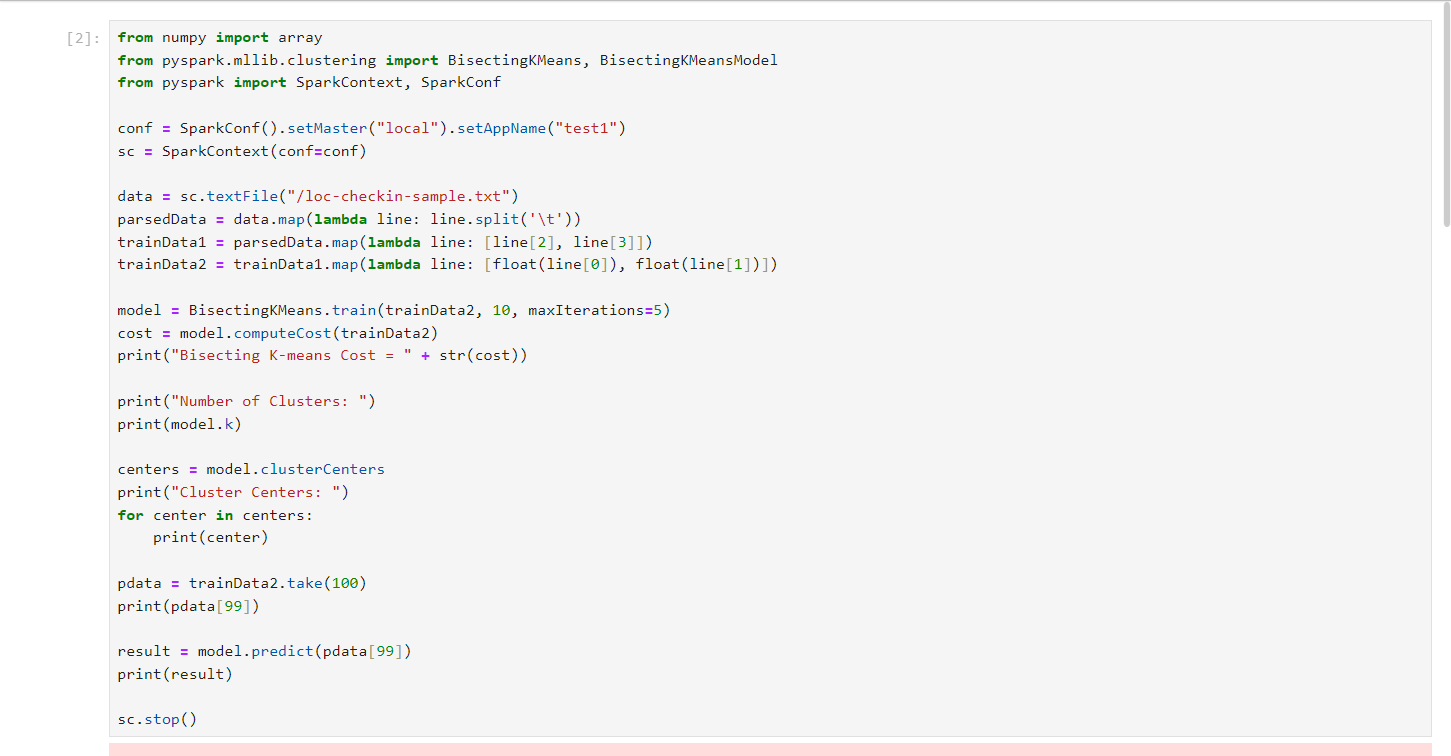 [2]:
from numpy import array
from pyspark.mllib.clustering import BisectingKMeans, BisectingKMeansModel
from pyspark import SparkContext, SparkConf
conf = SparkConf().setMaster("local").setAppName("test1")
sc = SparkContext(conf=conf)
data = sc.textFile("/loc-checkin-sample.txt")
parsedData = data.map(lambda line: line.split('\t'))
trainData1 = parsedData.map(lambda line: [line[2], line[3]])
trainData2 = trainData1.map(lambda line: [float(line[0]), float(line[1])])
model = BisectingKMeans.train(trainData2, 10, maxIterations=5)
cost = model.computeCost(trainData2)
print("Bisecting K-means Cost = " + str(cost))
print("Number of Clusters: ")
print(model.k)
centers = model.clusterCenters
print("Cluster Centers: ")
for center in centers:
    print(center)
pdata = trainData2.take(100)
print(pdata[99])
result = model.predict(pdata[99])
print(result)
sc.stop()